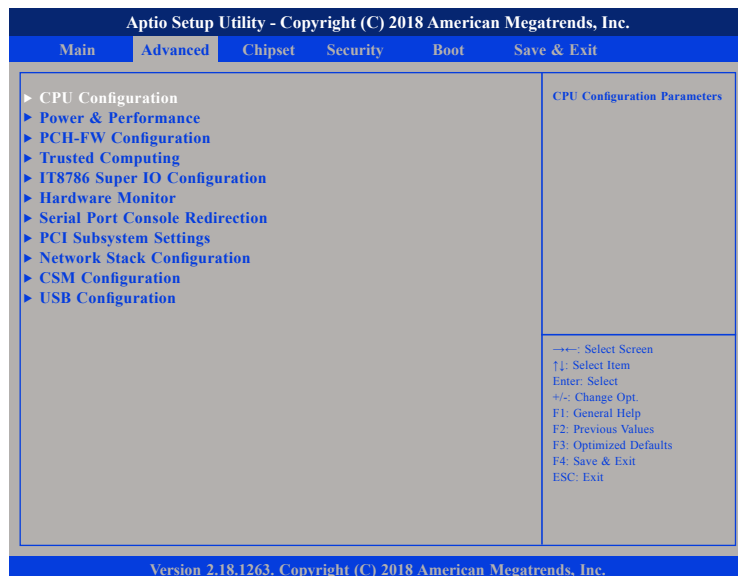 Aptio Setup Utility - Copyright (C) 2018 American Megatrends, Inc.
Main Advanced Chipset Security Boot Save & Exit
▶ CPU Configuration
▶ Power & Performance
▶ PCH-FW Configuration
▶ Trusted Computing
▶ IT8786 Super IO Configuration
▶ Hardware Monitor
▶ Serial Port Console Redirection
▶ PCI Subsystem Settings
▶ Network Stack Configuration
▶ CSM Configuration
▶ USB Configuration
CPU Configuration Parameters
→←: Select Screen
↑↓: Select Item
Enter: Select
+/-: Change Opt.
F1: General Help
F2: Previous Values
F3: Optimized Defaults
F4: Save & Exit
ESC: Exit
Version 2.18.1263. Copyright (C) 2018 American Megatrends, Inc.